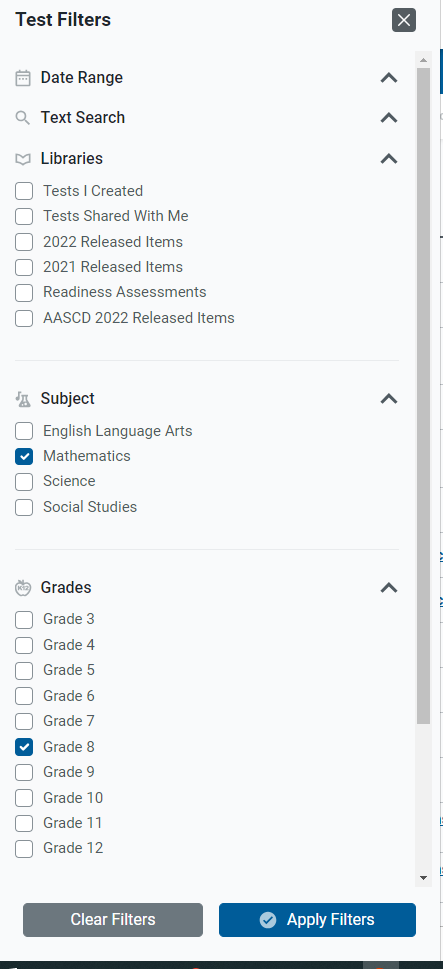 Test Filters
Date Range
Text Search
Libraries
Tests I Created
Tests Shared With Me
2022 Released Items
2021 Released Items
Readiness Assessments
AASCD 2022 Released Items
Subject
English Language Arts
Mathematics
Science
Social Studies
K12 Grades
Grade 3
Grade 4
Grade 5
Grade 6
Grade 7
Grade 8
Grade 9
Grade 10
Grade 11
Grade 12
Clear Filters
Apply Filters